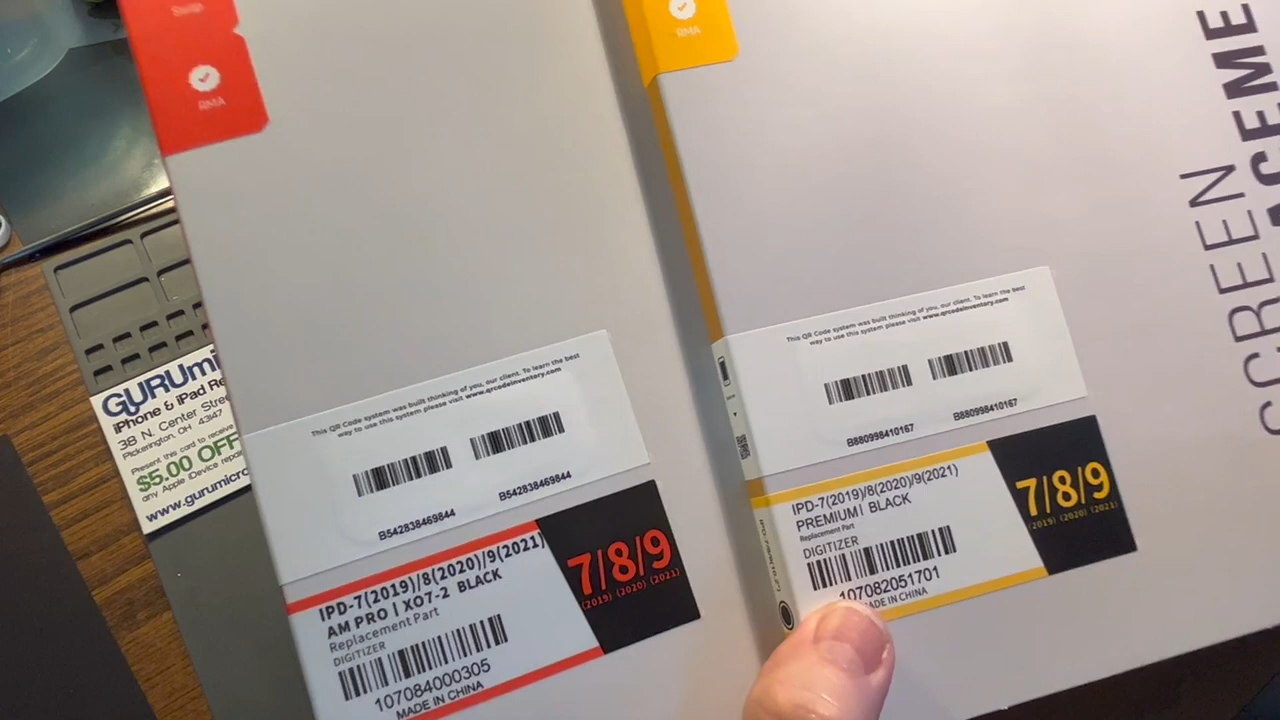 Swap
RMA
RMA
SCREEN
This QR Code system was built thinking of you, our client. To learn the best
way to use this system please visit www.qrcodeinventory.com
B542838469844
B542838469844
IPD-7(2019)/8(2020)/9(2021)
AM PRO | XO7-2 BLACK
Replacement Part
DIGITIZER
107084000305
MADE IN CHINA
7/8/9
(2019) (2020) (2021)
This QR Code system was built thinking of you, our client. To learn the best
way to use this system please visit www.qrcodeinventory.com
B880998410167
B880998410167
IPD-7(2019)/8(2020)/9(2021)
PREMIUM| BLACK
Replacement Part
DIGITIZER
107082051701
MADE IN CHINA
7/8/9
(2019) (2020) (2021)
GURUmi
iPhone & iPad Re
38 N. Center Stree
Pickerington, OH 43147
Present this card to receive
$5.00 OFF
any Apple iDevice repair
www.gurumicro